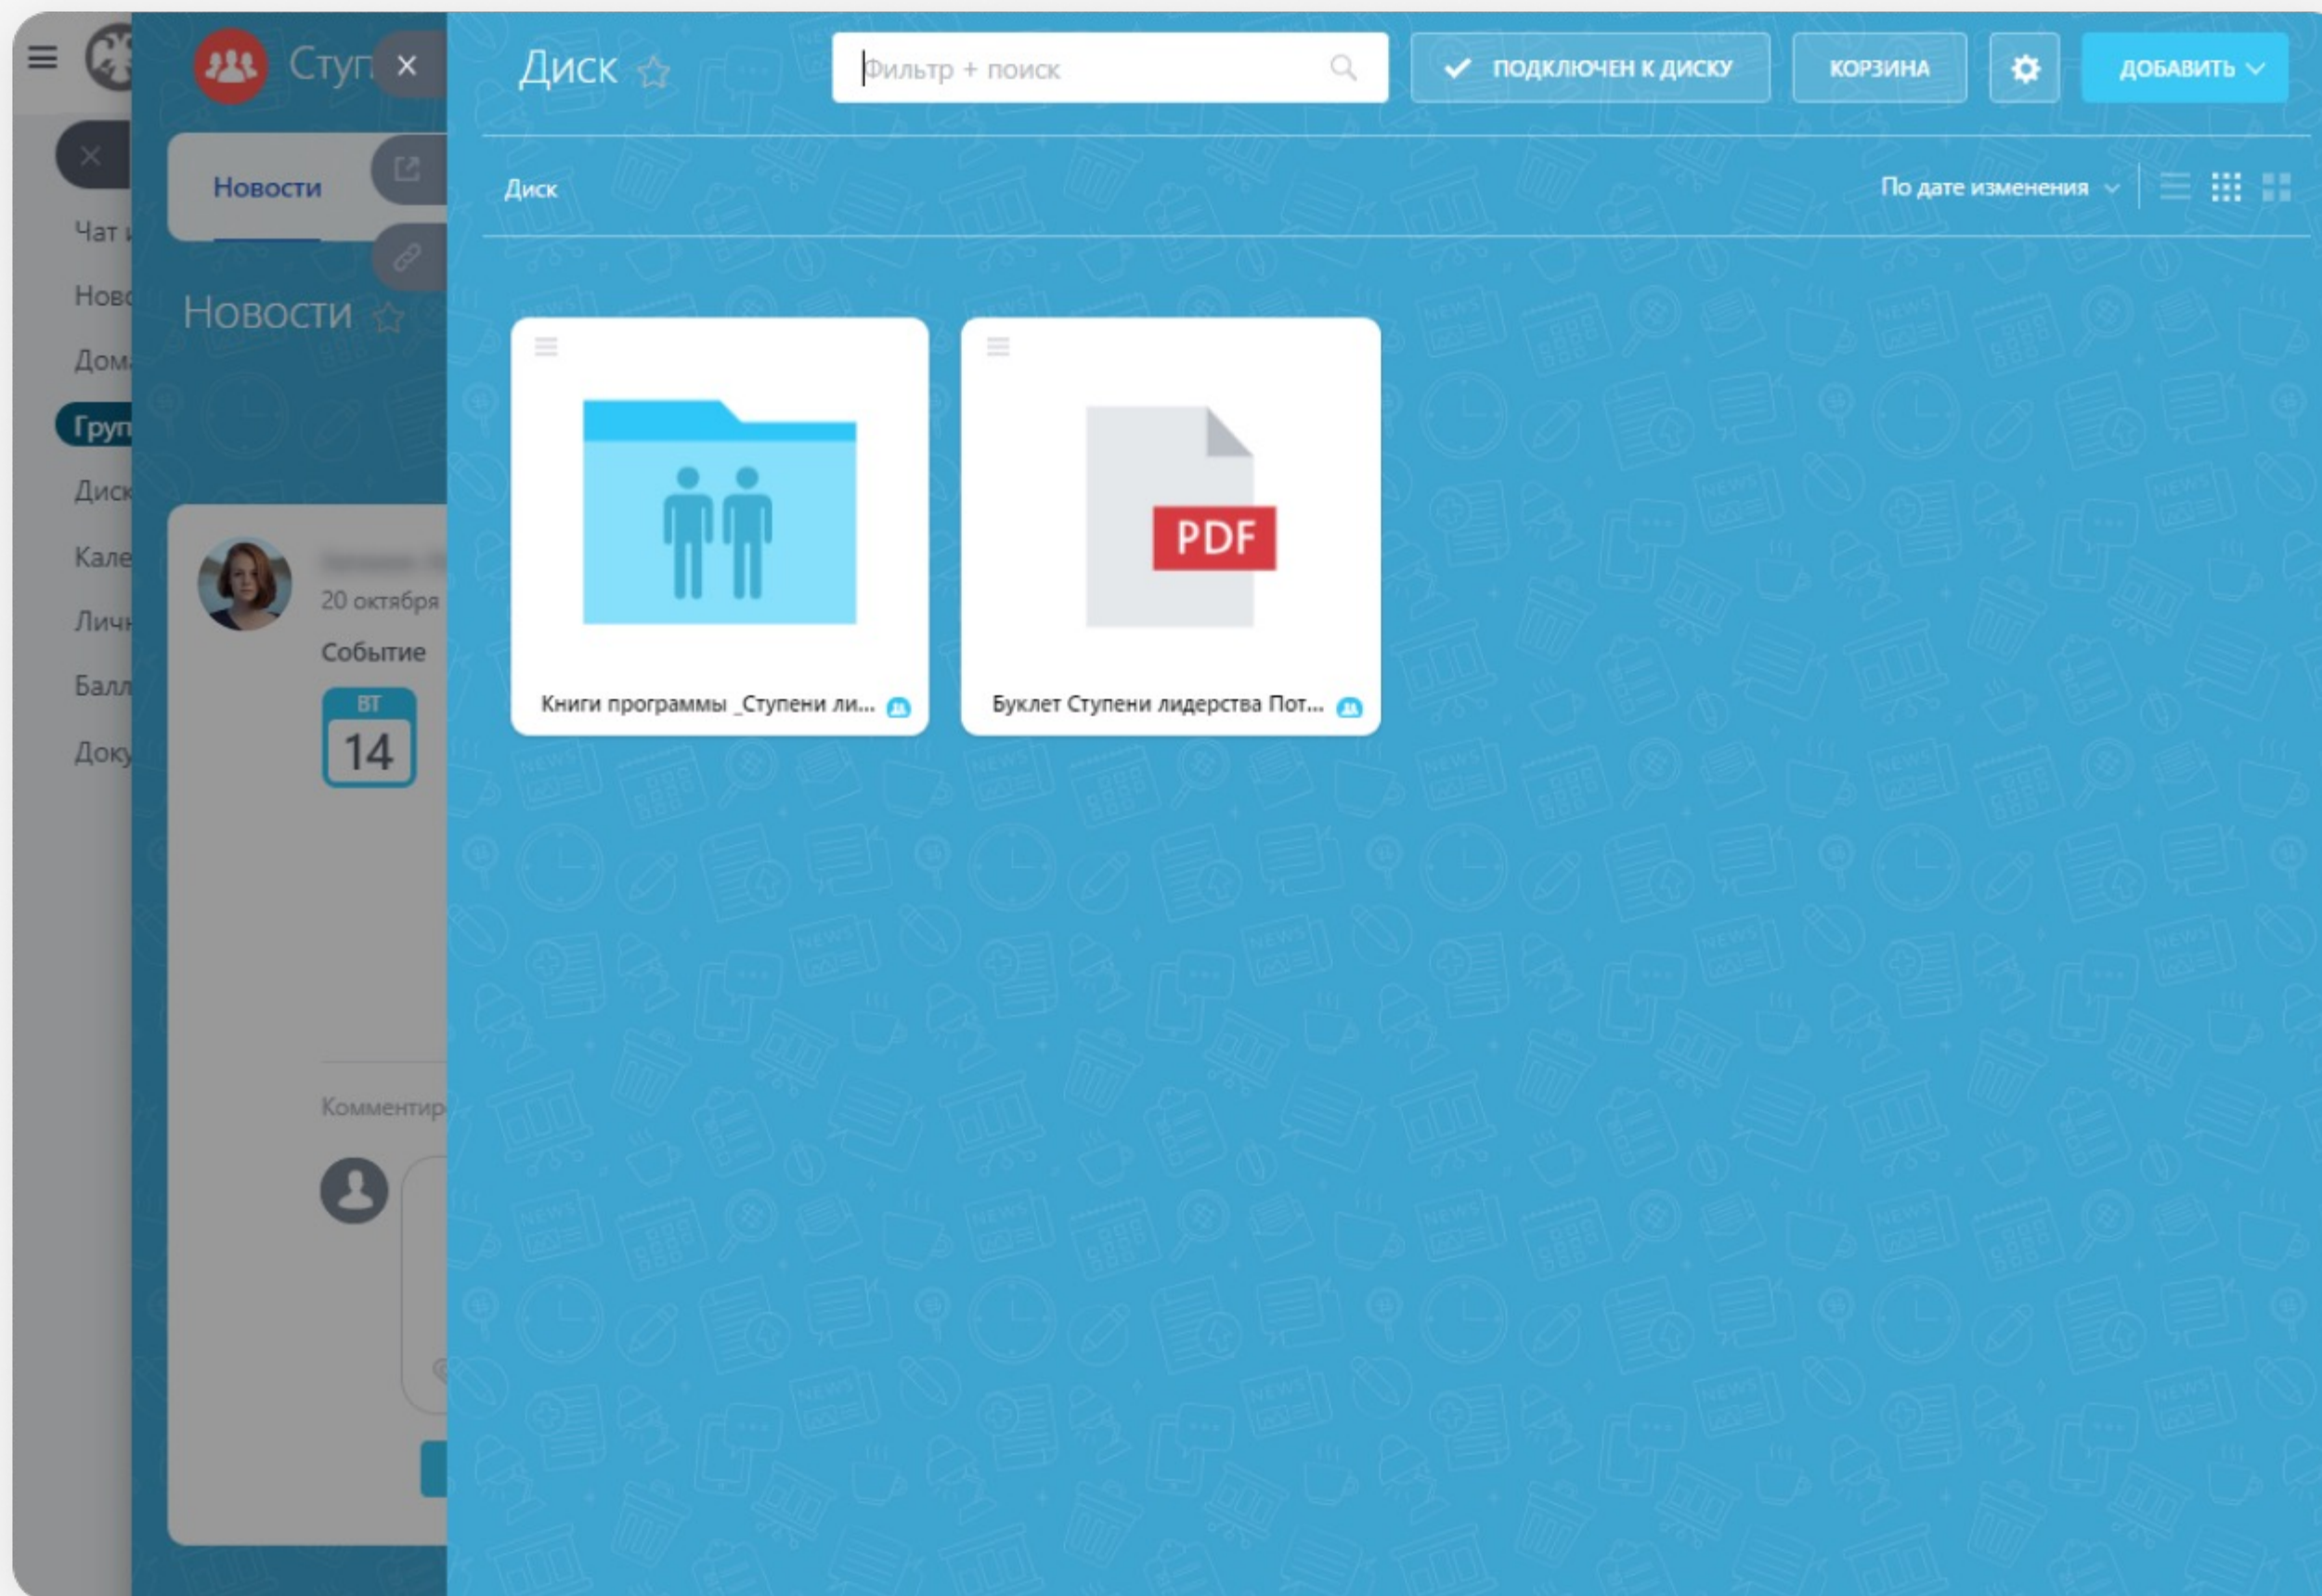 Ступ
Диск
Фильтр + поиск
ПОДКЛЮЧЕН К ДИСКУ
КОРЗИНА
ДОБАВИТЬ
Новости
Диск
По дате изменения
Чат и
Ново
Дома
Груп
Диск
Кале
Личн
Балл
Доку
Новости
20 октября
Событие
ВТ
14
Комментир
PDF
Книги программы _Ступени ли...
Буклет Ступени лидерства Пот...